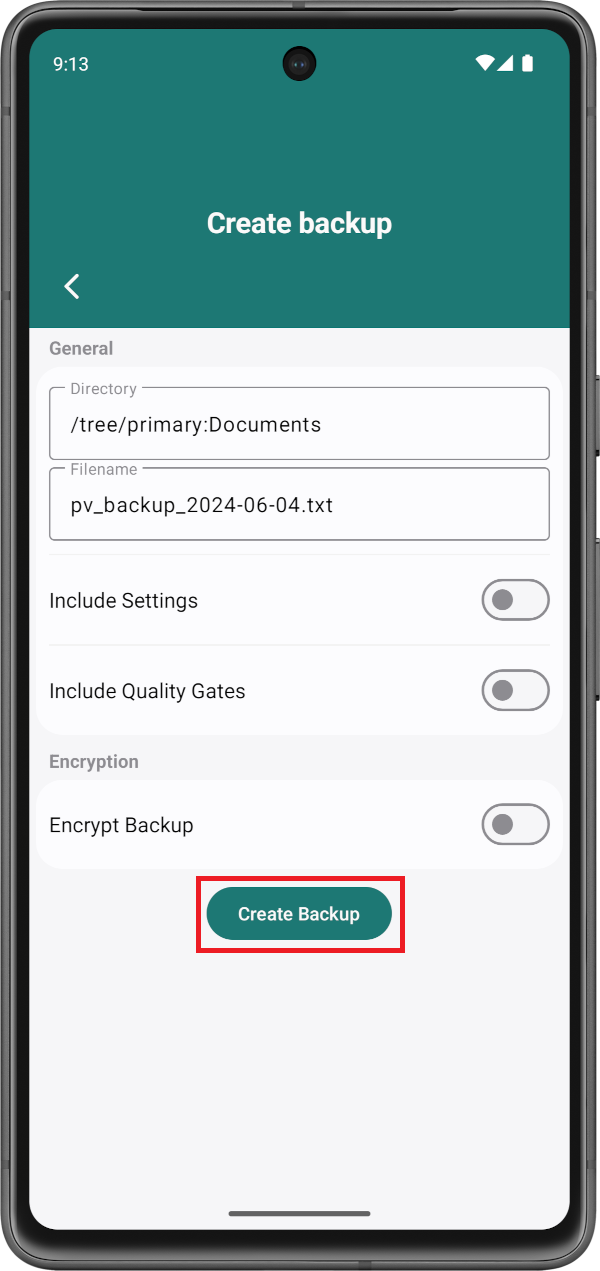 9:13
Create backup
General
Directory
/tree/primary:Documents
Filename
pv_backup_2024-06-04.txt
Include Settings
Include Quality Gates
Encryption
Encrypt Backup
Create Backup